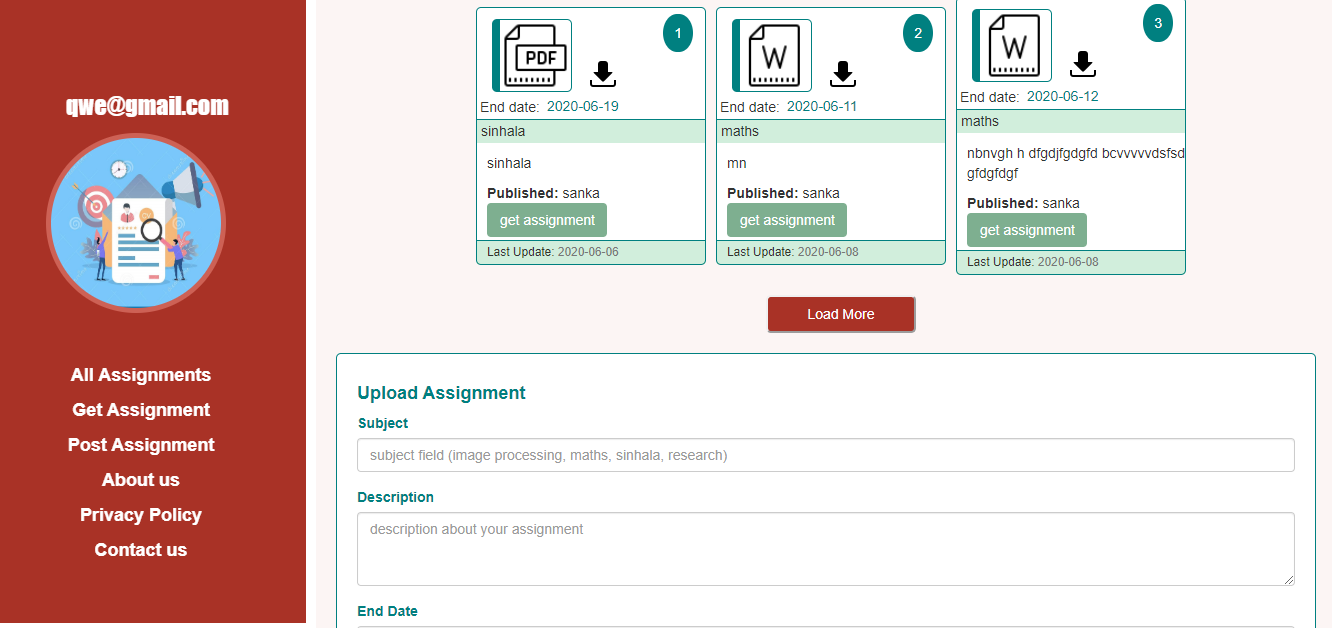 qwe@gmail.com
All Assignments
Get Assignment
Post Assignment
About us
Privacy Policy
Contact us
PDF
1
End date: 2020-06-19
sinhala
sinhala
Published: sanka
get assignment
Last Update: 2020-06-06
W
2
End date: 2020-06-11
maths
mn
Published: sanka
get assignment
Last Update: 2020-06-08
W
3
End date: 2020-06-12
maths
nbnvgh h dfgdjfgdgfd bcvvvvvdsfsd
gfdgfdgf
Published: sanka
get assignment
Last Update: 2020-06-08
Load More
Upload Assignment
Subject
subject field (image processing, maths, sinhala, research)
Description
description about your assignment
End Date